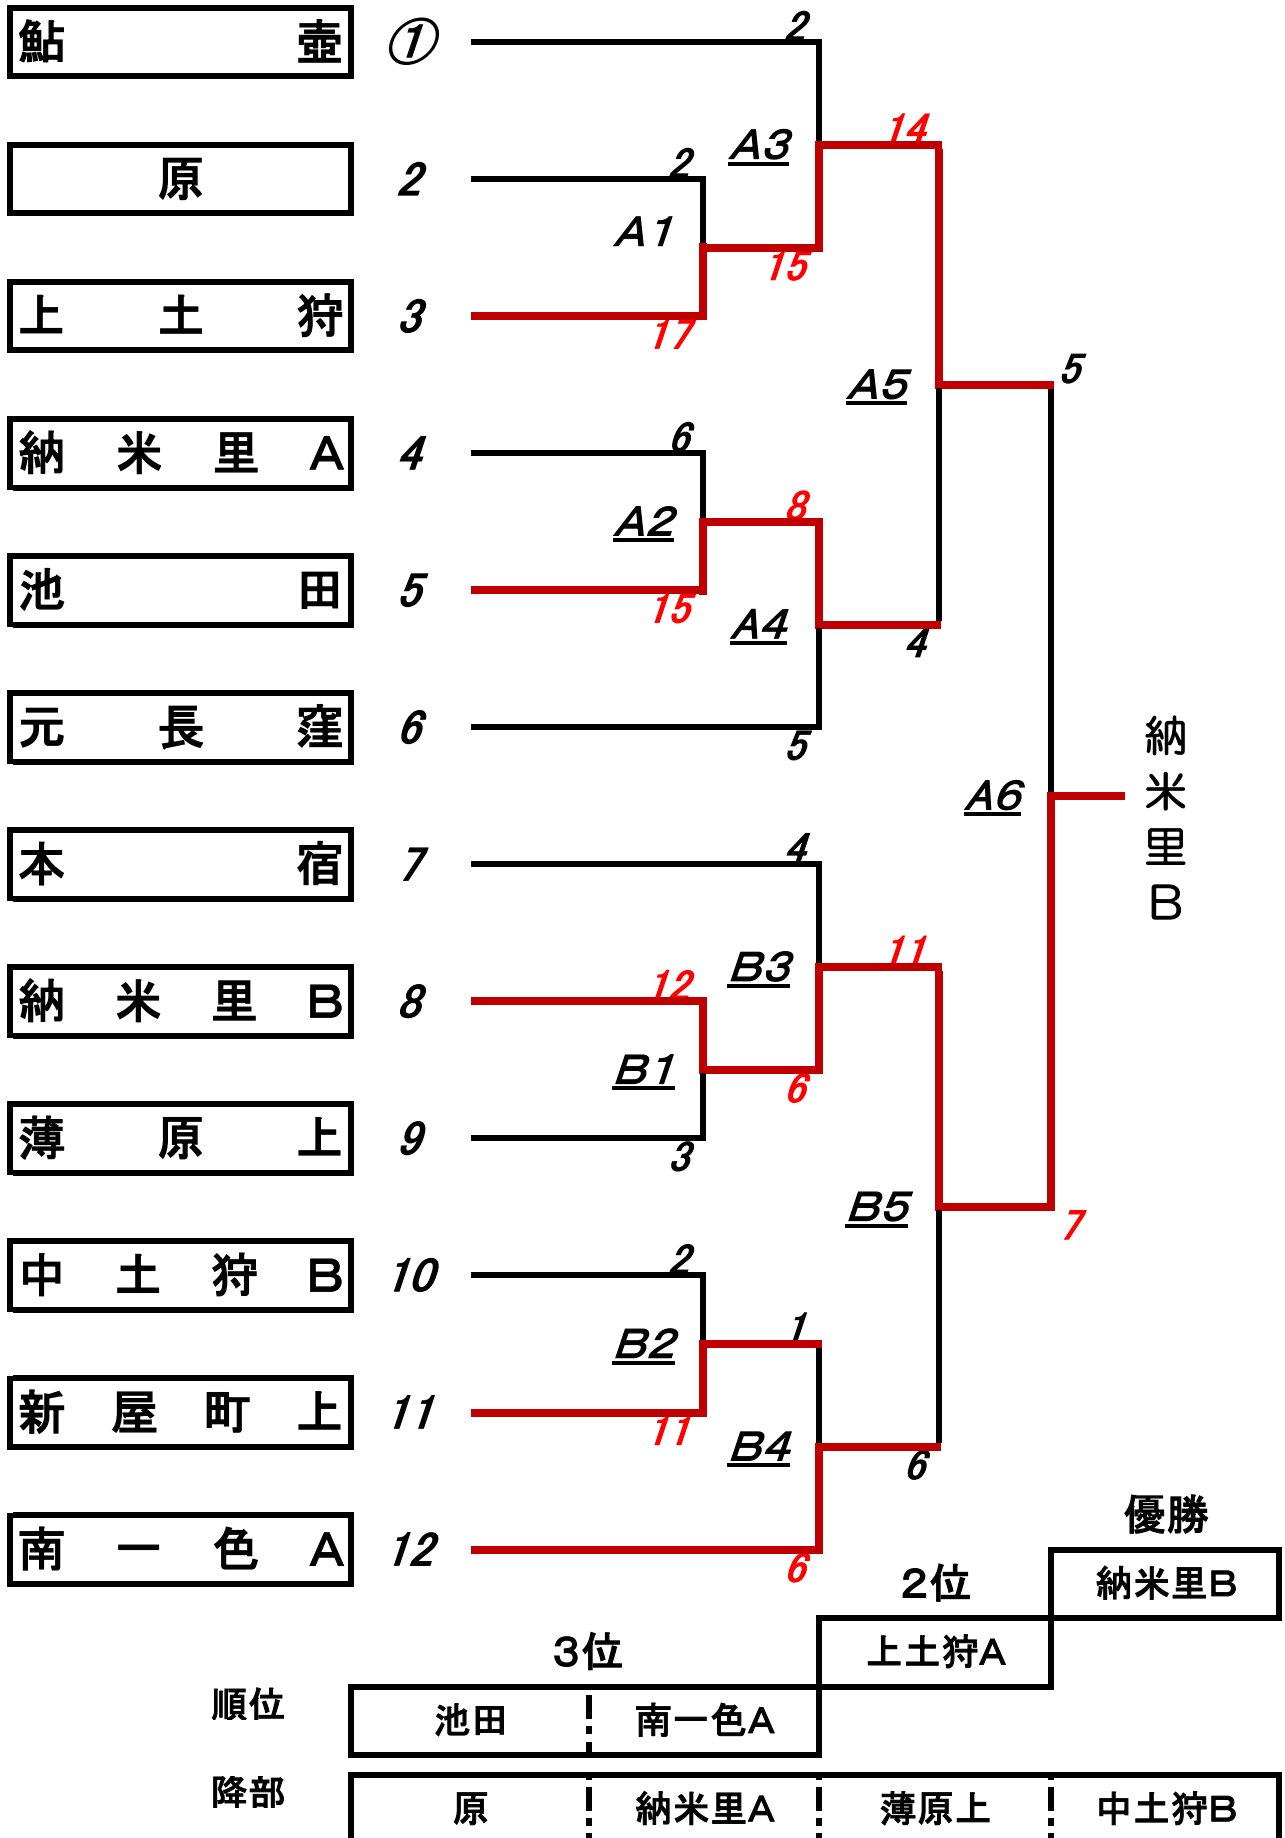 鮎壺 ① 2
A3 14
原 2 2
A1 15
上土狩 3 17
A5 5
納米里A 4 6
A2 8
池田 5 15
A4 4
元長窪 6 5
納米里B
A6
本宿 7 4
B3 11
納米里B 8 12
B1 6
薄原上 9 3
B5 7
中土狩B 10 2
B2 1
新屋町上 11 11
B4 6
南一色A 12 6
優勝
2位 納米里B
3位 上土狩A
順位 池田 南一色A
降部 原 納米里A 薄原上 中土狩B